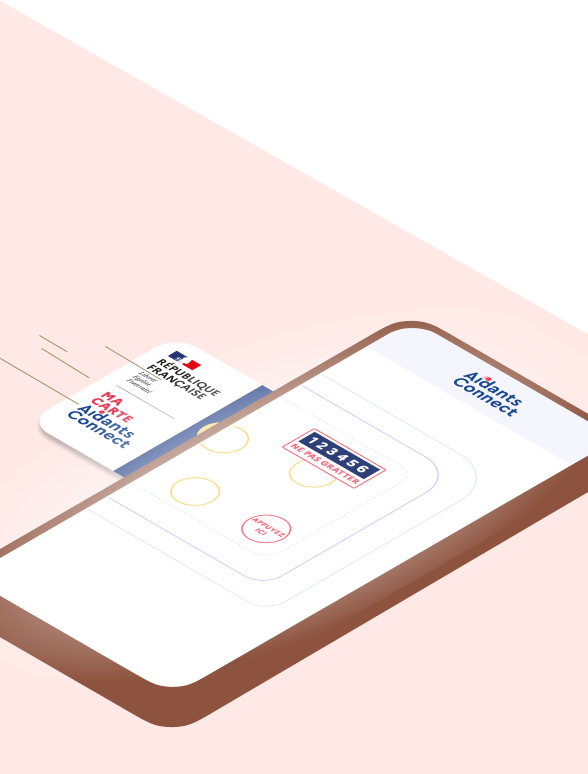 RÉPUBLIQUE
FRANÇAISE
Liberté
Égalité
Fraternité
MA
CARTE
Aidants
Connect
Aidants
Connect
123456
NE PAS GRATTER
APPUYEZ
ICI